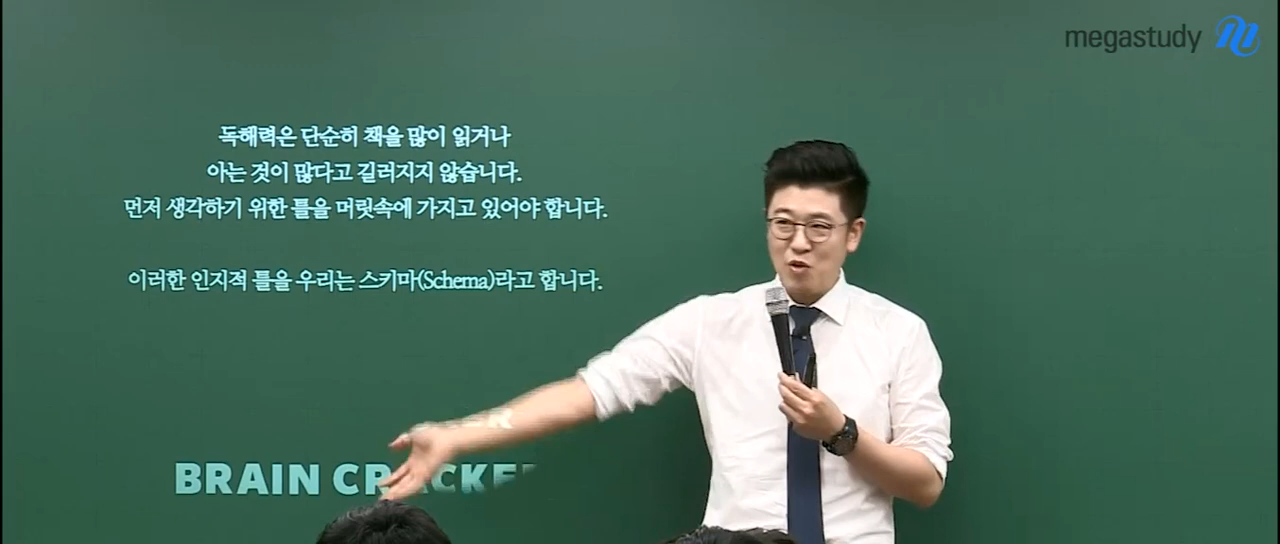 megastudy
독해력은 단순히 책을 많이 읽거나
아는 것이 많다고 길러지지 않습니다.
먼저 생각하기 위한 틀을 머릿속에 가지고 있어야 합니다.
이러한 인지적 틀을 우리는 스키마(Schema)라고 합니다.
BRAIN